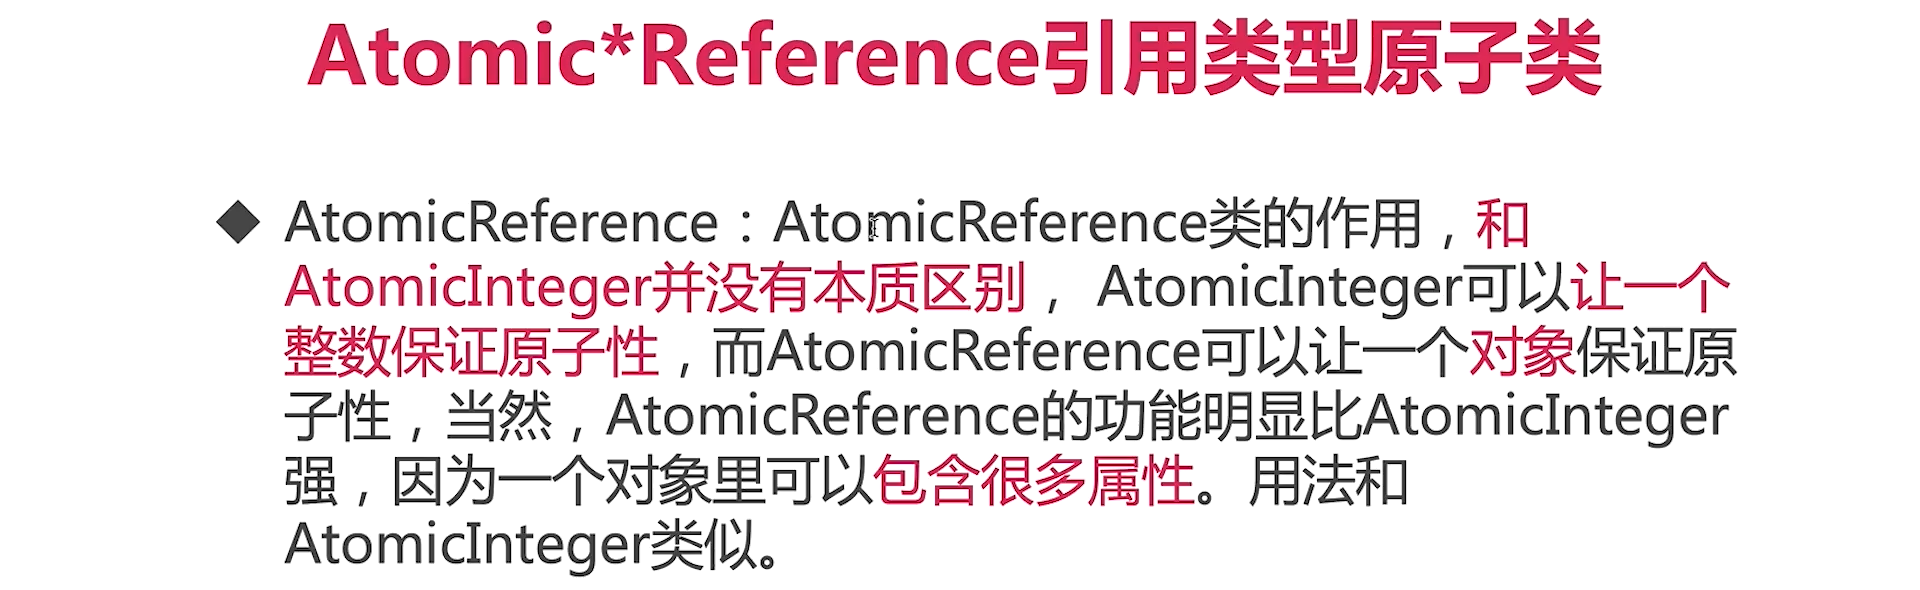 Atomic*Reference引用类型原子类
◆ AtomicReference：AtomicReference类的作用，和
AtomicInteger并没有本质区别， AtomicInteger可以让一个
整数保证原子性，而AtomicReference可以让一个对象保证原
子性，当然，AtomicReference的功能明显比AtomicInteger
强，因为一个对象里可以包含很多属性。用法和
AtomicInteger类似。